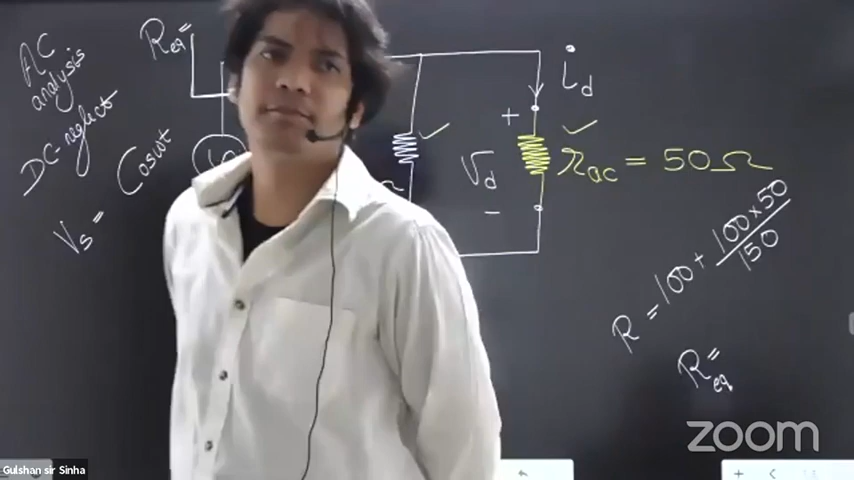 AC
analysis
DC-neglect
Req=
Vs = Cosωt
id
+
Vd
-
rac = 50Ω
Ω
R = 100 + 100×50
150
Req=
zoom
Gulshan sir Sinha
+ <